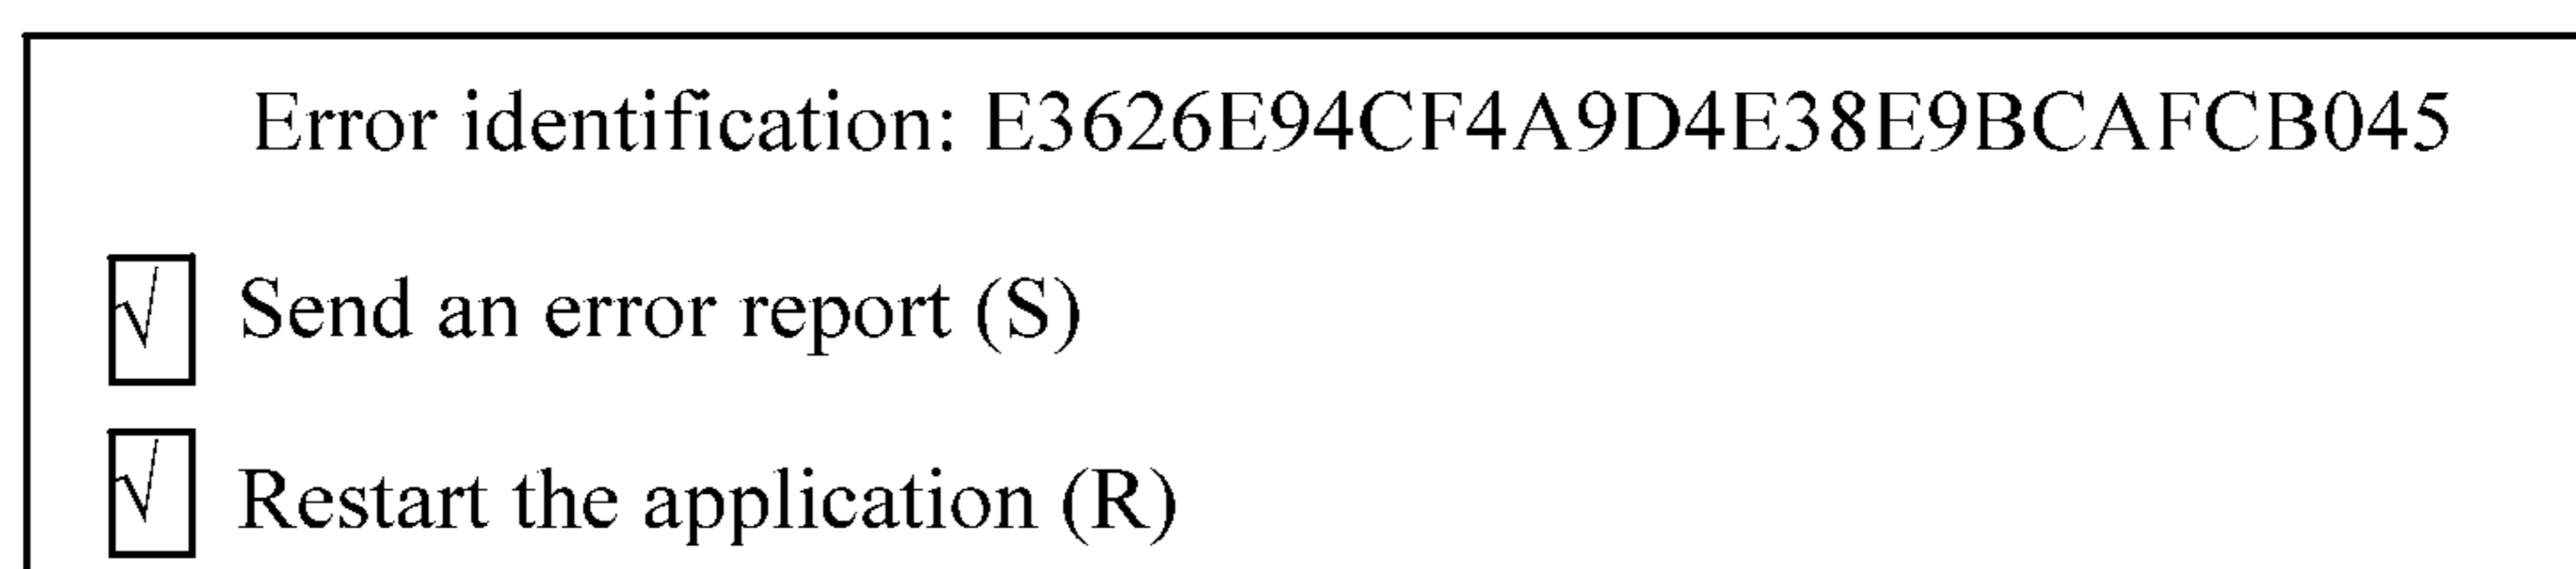 Error identification: E3626E94CF4A9D4E38E9BCAFCB045
√ Send an error report (S)
√ Restart the application (R)